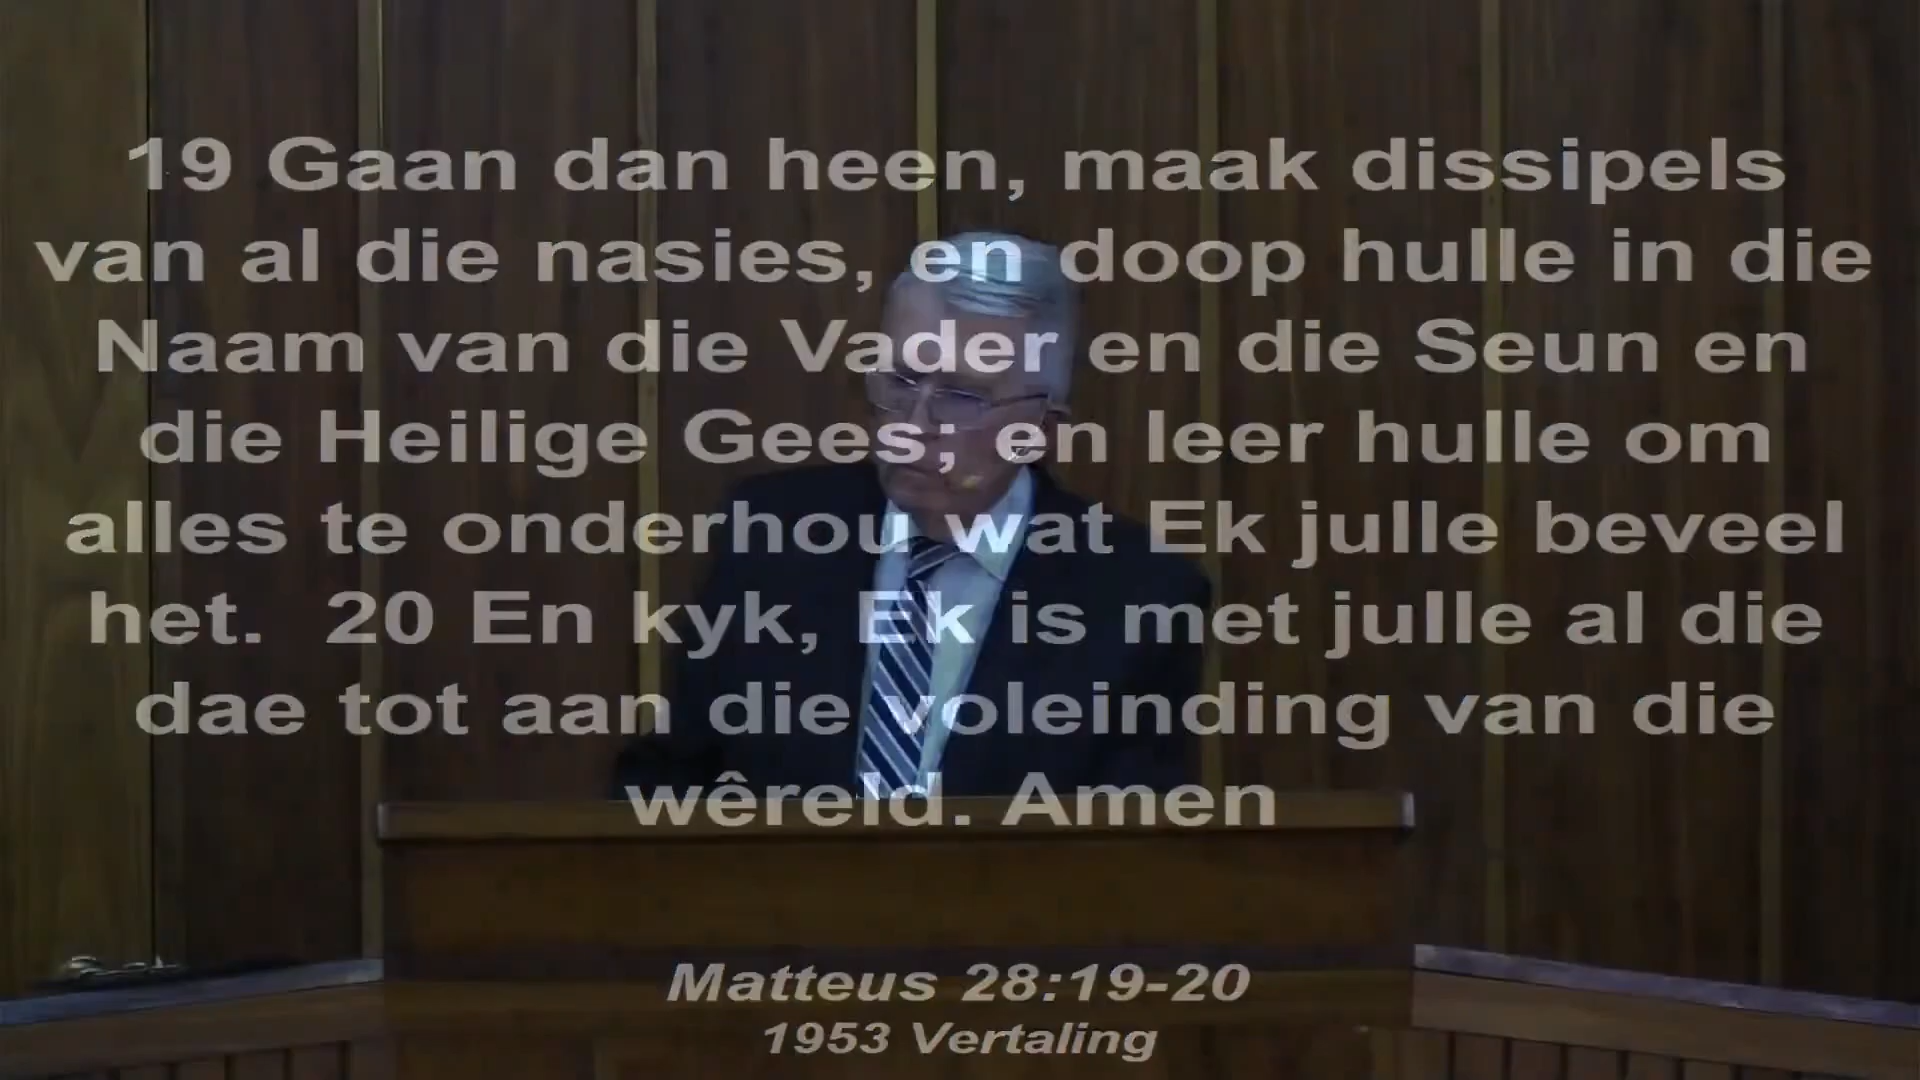 19 Gaan dan heen, maak dissipels
van al die nasies, en doop hulle in die
Naam van die Vader en die Seun en
die Heilige Gees; en leer hulle om
alles te onderhou wat Ek julle beveel
het.  20 En kyk, Ek is met julle al die
dae tot aan die voleinding van die
wêreld. Amen
Matteus 28:19-20
1953 Vertaling